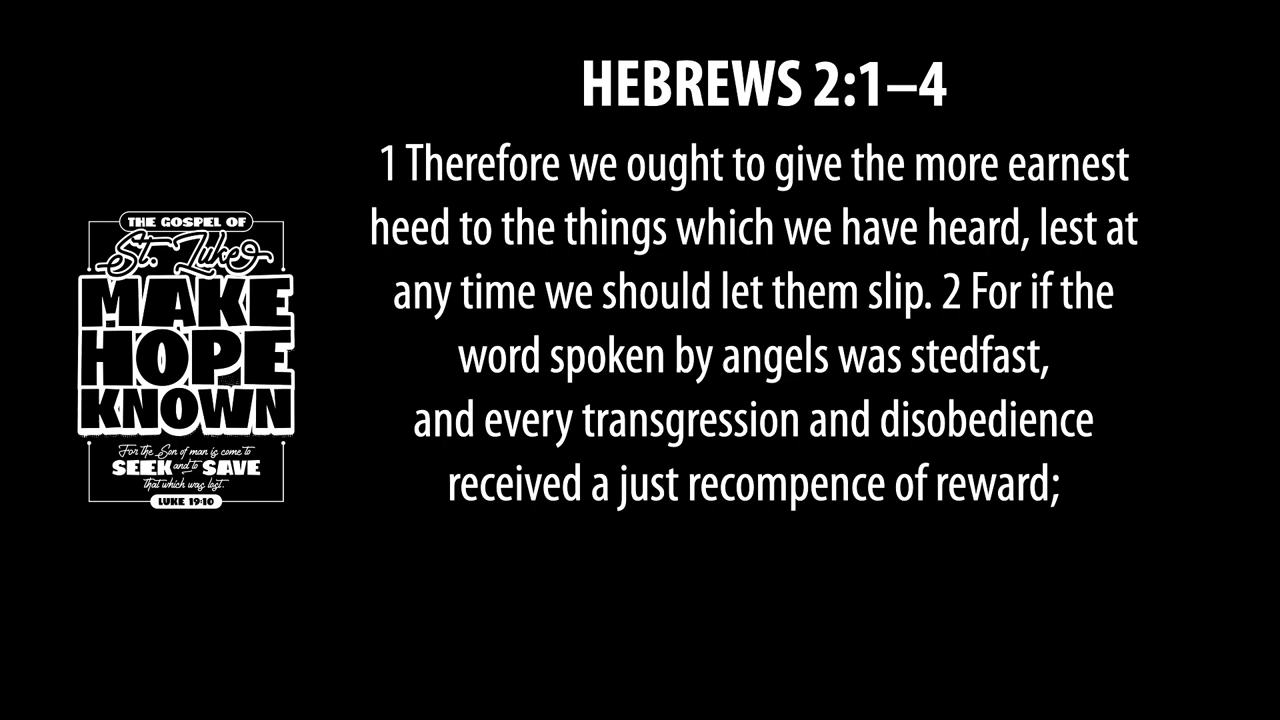 HEBREWS 2:1–4
1 Therefore we ought to give the more earnest
heed to the things which we have heard, lest at
any time we should let them slip. 2 For if the
word spoken by angels was stedfast,
and every transgression and disobedience
received a just recompence of reward;
THE GOSPEL OF
St. Luke
MAKE
HOPE
KNOWN
For the Son of man is come to
SEEK and to SAVE
that which was lost.
LUKE 19:10